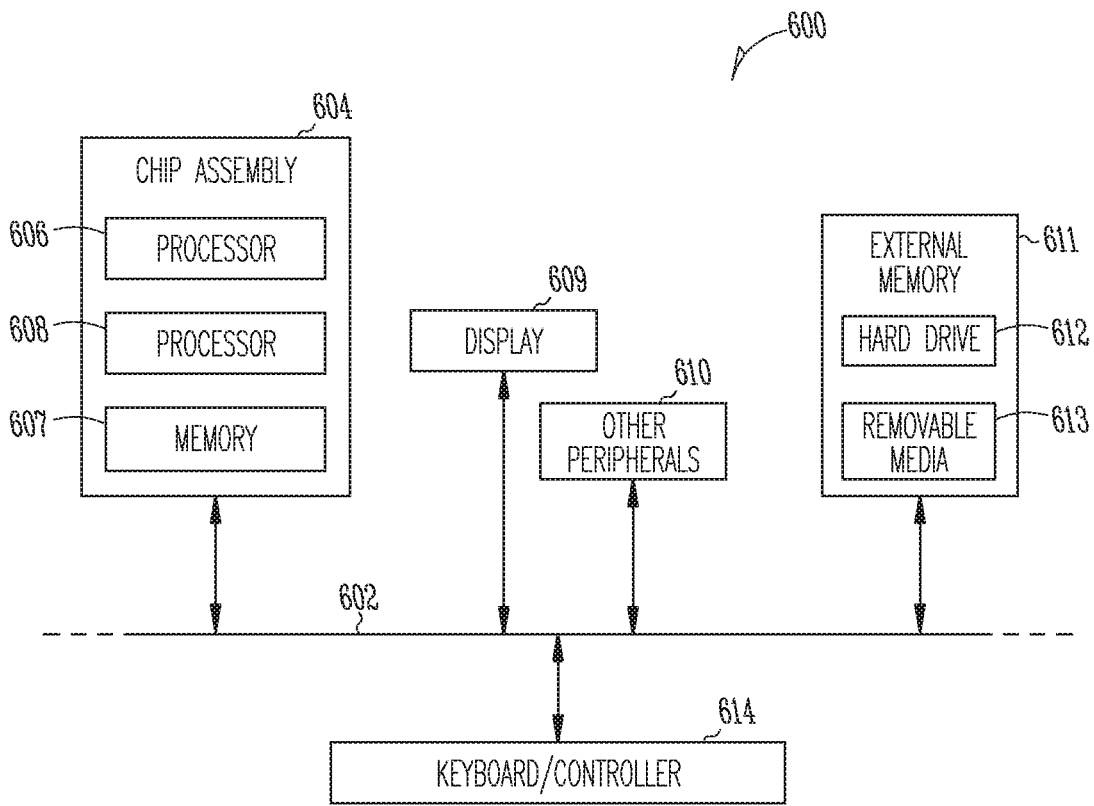 600
604
CHIP ASSEMBLY
606
PROCESSOR
608
PROCESSOR
607
MEMORY
609
DISPLAY
610
OTHER
PERIPHERALS
611
EXTERNAL
MEMORY
612
HARD DRIVE
613
REMOVABLE
MEDIA
602
614
KEYBOARD/CONTROLLER